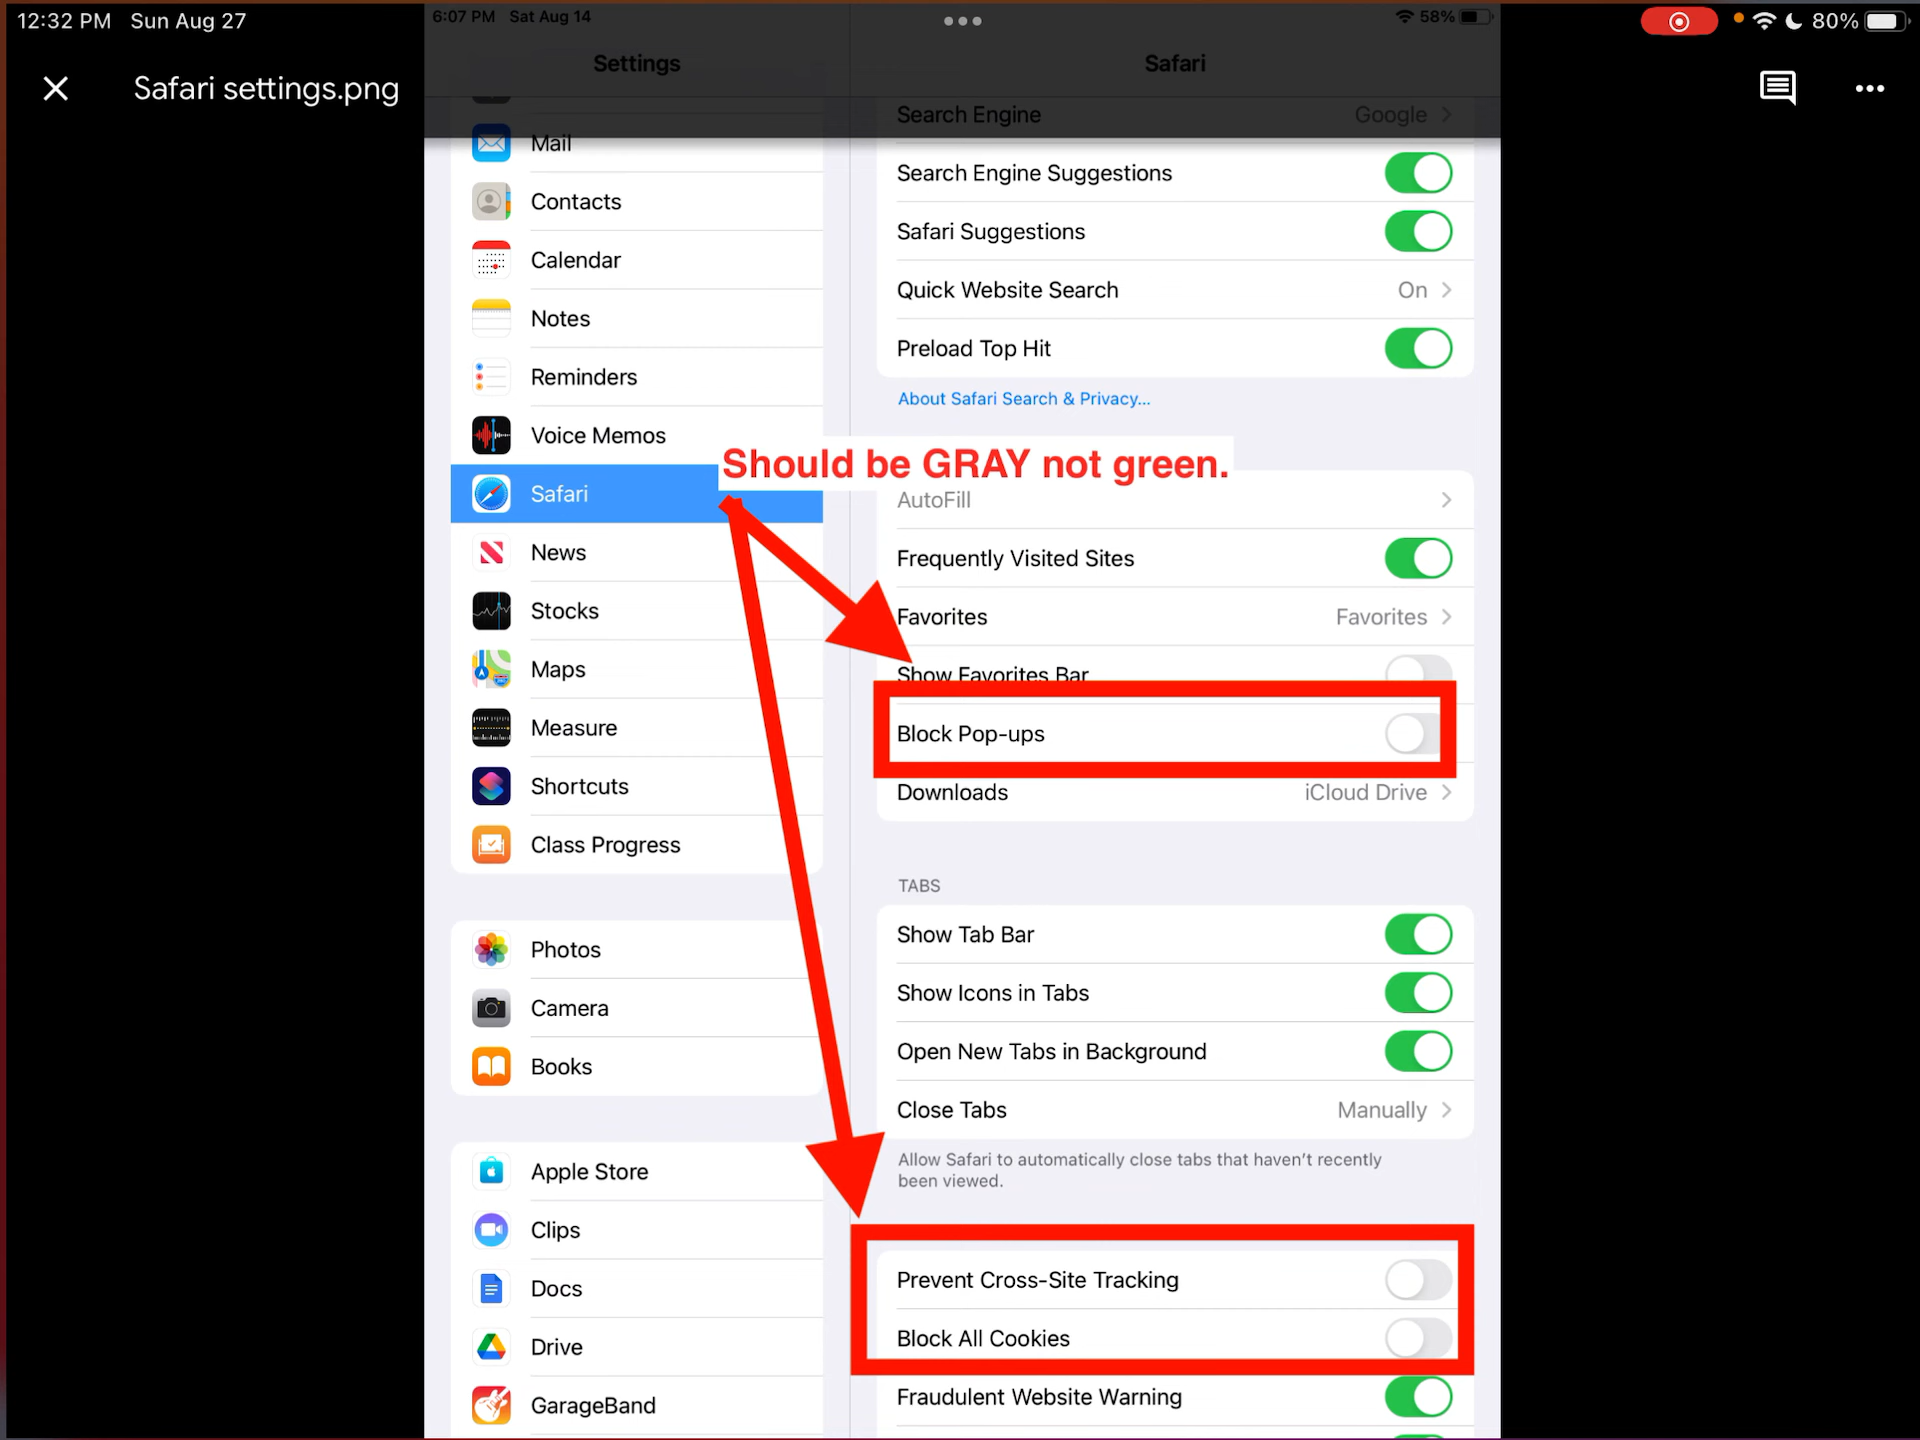 12:32 PM Sun Aug 27
80%
Safari settings.png
6:07 PM Sat Aug 14
58%
Settings
Mail
Contacts
Calendar
Notes
Reminders
Voice Memos
Safari
News
Stocks
Maps
Measure
Shortcuts
Class Progress
Photos
Camera
Books
Apple Store
Clips
Docs
Drive
GarageBand
Safari
Search Engine Google
Search Engine Suggestions
Safari Suggestions
Quick Website Search On
Preload Top Hit
About Safari Search & Privacy...
Should be GRAY not green.
AutoFill
Frequently Visited Sites
Favorites Favorites
Show Favorites Bar
Block Pop-ups
Downloads iCloud Drive
TABS
Show Tab Bar
Show Icons in Tabs
Open New Tabs in Background
Close Tabs Manually
Allow Safari to automatically close tabs that haven't recently
been viewed.
Prevent Cross-Site Tracking
Block All Cookies
Fraudulent Website Warning